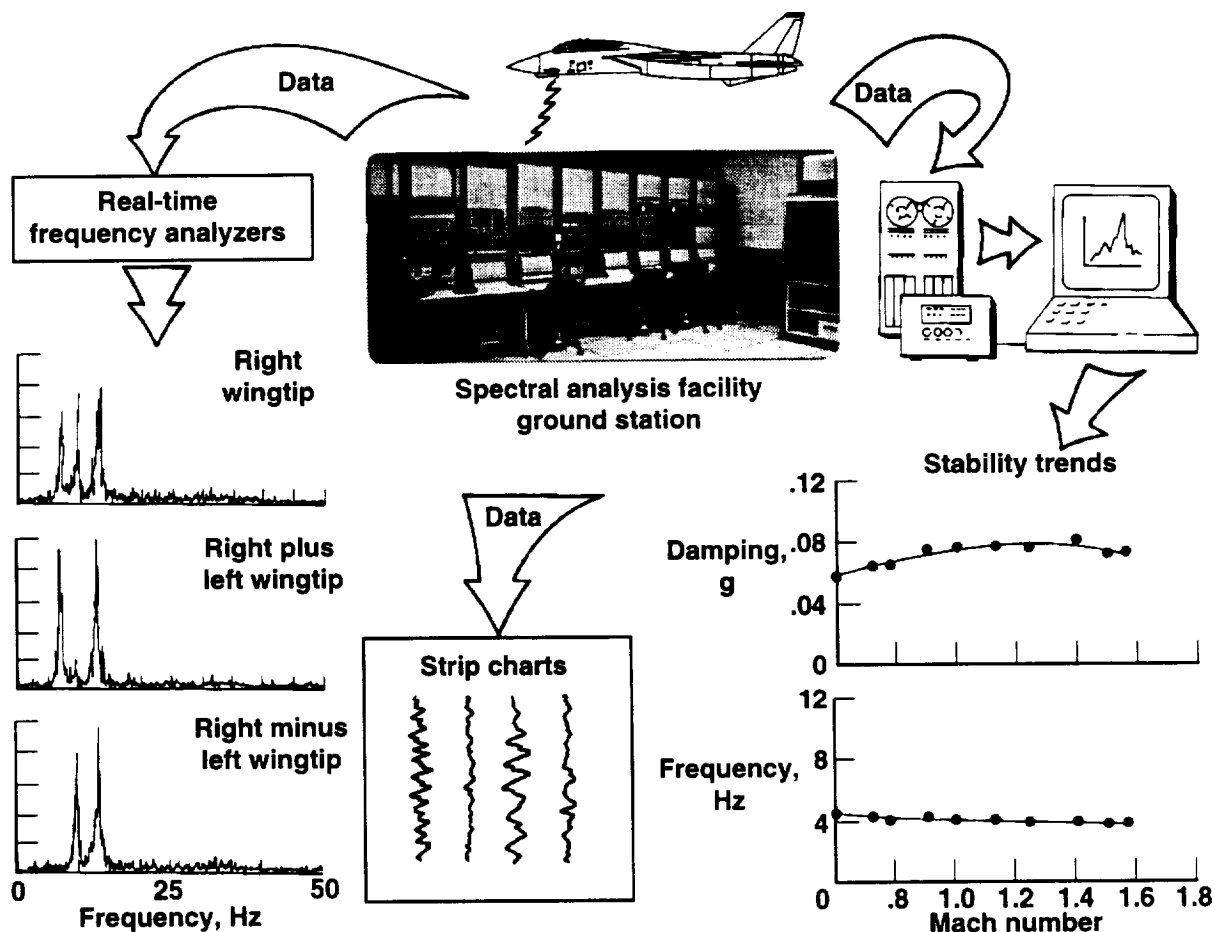 Data
Data
Real-time
frequency analyzers
Spectral analysis facility
ground station
Right
wingtip
Right plus
left wingtip
Right minus
left wingtip
0 25 50
Frequency, Hz
Data
Strip charts
Stability trends
.12
.08
.04
0
Damping,
g
12
8
4
0
Frequency,
Hz
.8 1.0 1.2 1.4 1.6 1.8
Mach number